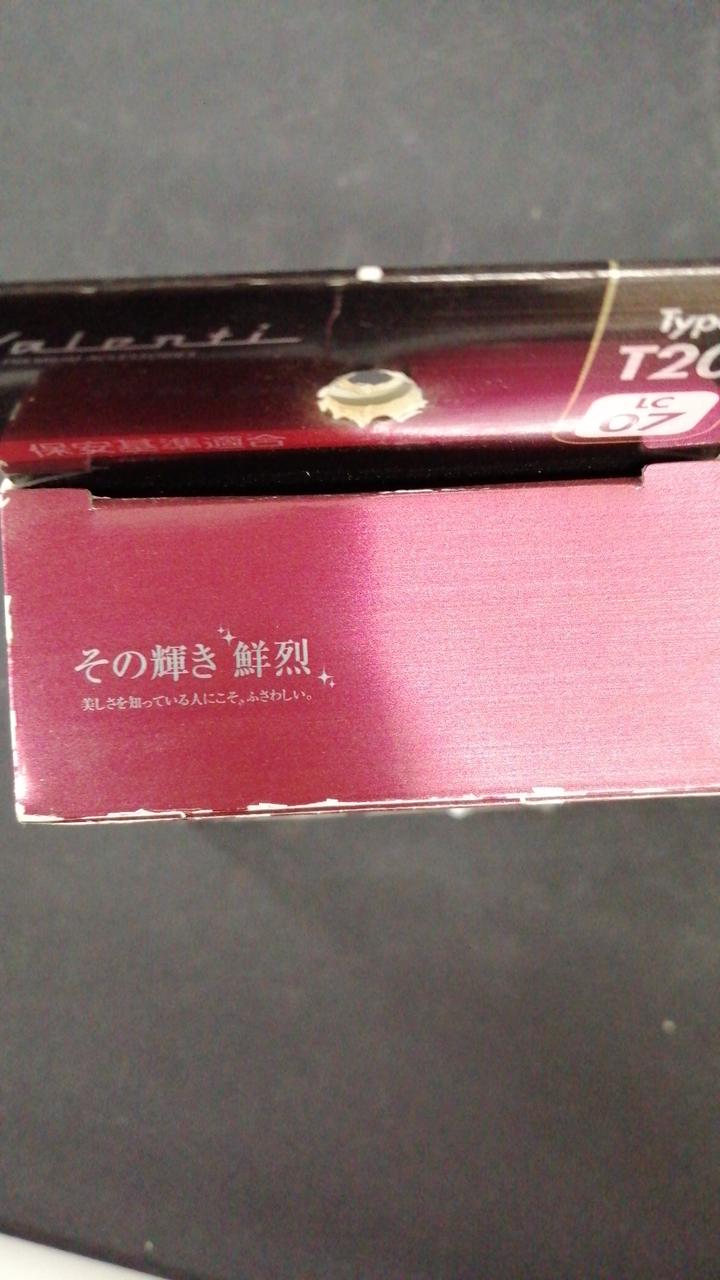 Valenti
Typ
T20
LC
07
保安基準適合
その輝き 鮮烈
美しさを知っている人にこそ、ふさわしい。